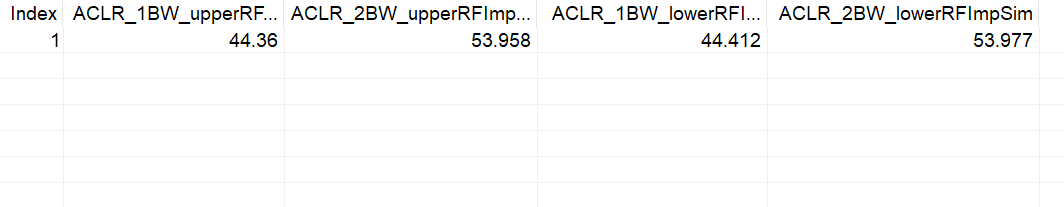 Index ACLR_1BW_upperRF... ACLR_2BW_upperRFImp... ACLR_1BW_lowerRFI... ACLR_2BW_lowerRFImpSim
1 44.36 53.958 44.412 53.977